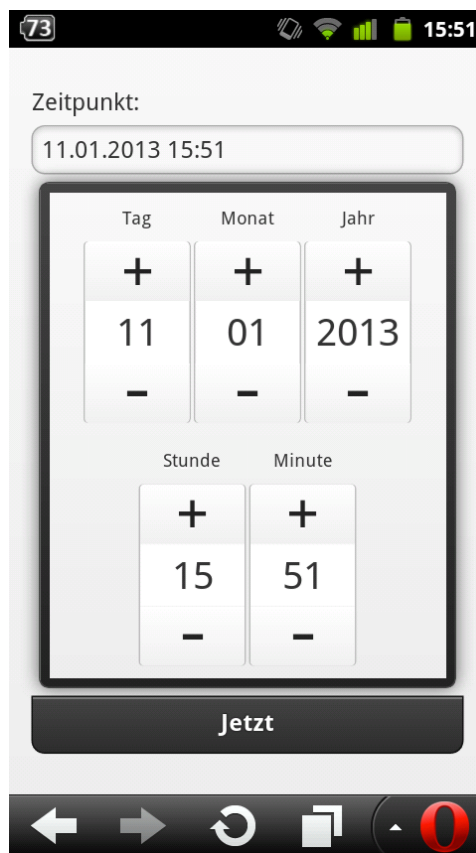 73 15:51
Zeitpunkt:
11.01.2013 15:51
Tag Monat Jahr
+ + +
11 01 2013
- - -
Stunde Minute
+ +
15 51
- -
Jetzt